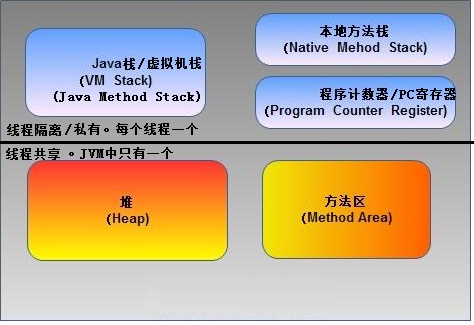 Java栈/虚拟机栈
(VM Stack)
(Java Method Stack)
本地方法栈
(Native Mehod Stack)
程序计数器/PC寄存器
(Program Counter Register)
线程隔离/私有。每个线程一个
线程共享 。JVM中只有一个
堆
(Heap)
方法区
(Method Area)